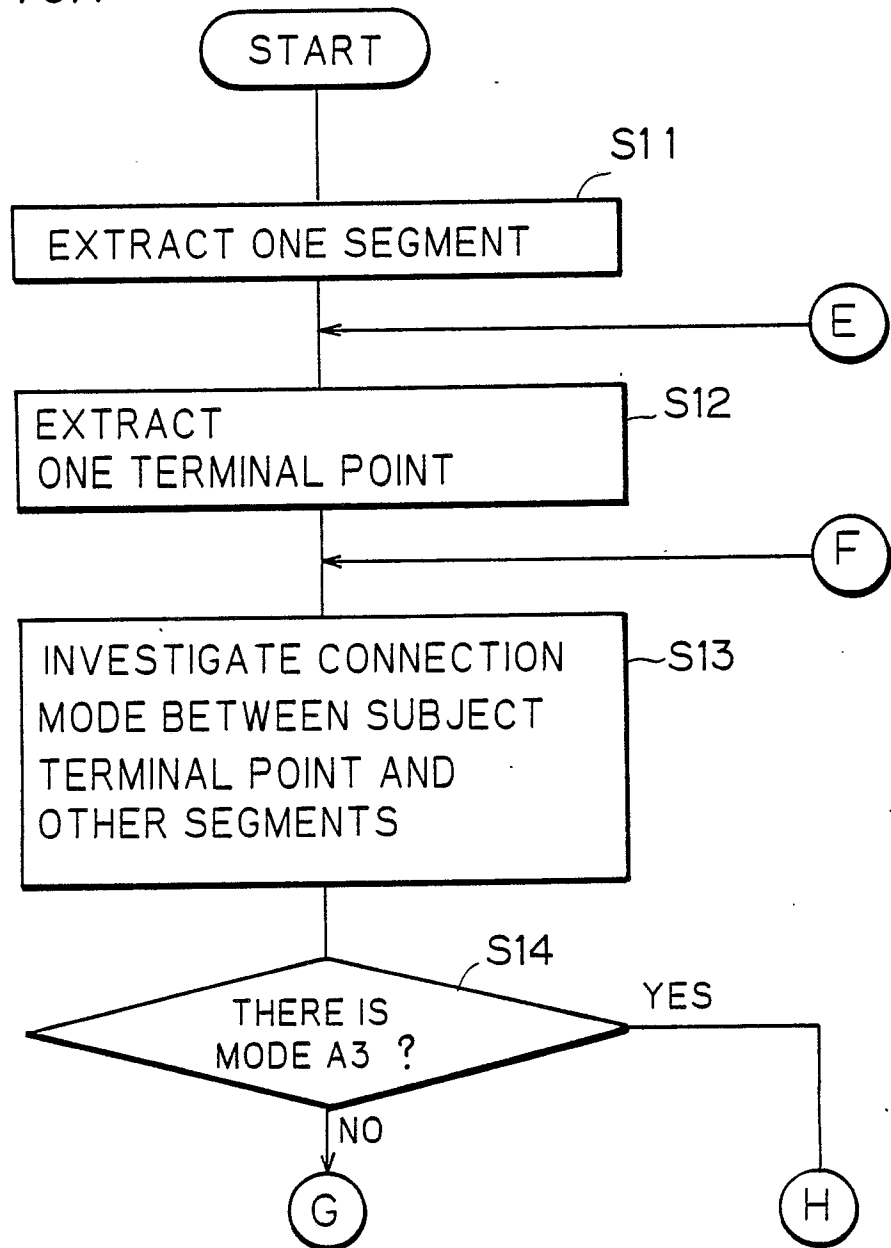 START
S11
EXTRACT ONE SEGMENT
E
S12
EXTRACT
ONE TERMINAL POINT
F
S13
INVESTIGATE CONNECTION
MODE BETWEEN SUBJECT
TERMINAL POINT AND
OTHER SEGMENTS
S14
THERE IS
MODE A3 ?
YES
NO
G
H